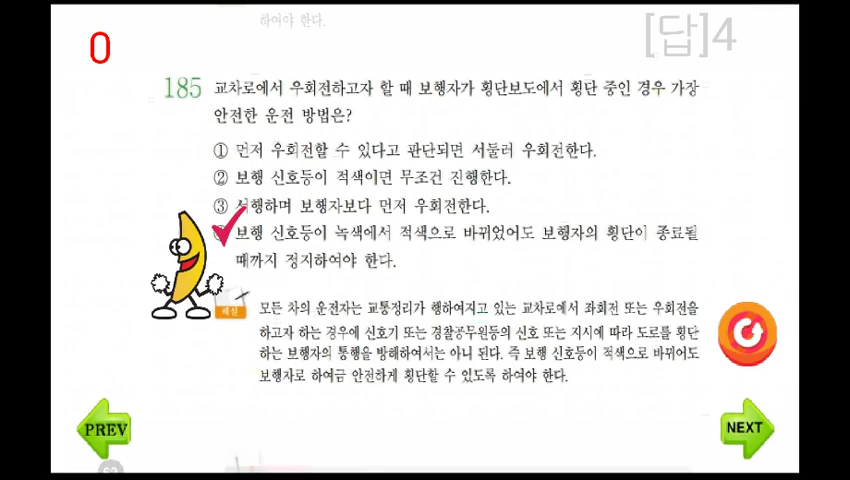 하여야 한다.
0
[답]4
185 교차로에서 우회전하고자 할 때 보행자가 횡단보도에서 횡단 중인 경우 가장
안전한 운전 방법은?
① 먼저 우회전할 수 있다고 판단되면 서둘러 우회전한다.
② 보행 신호등이 적색이면 무조건 진행한다.
③ 서행하며 보행자보다 먼저 우회전한다.
보행 신호등이 녹색에서 적색으로 바뀌었어도 보행자의 횡단이 종료될
때까지 정지하여야 한다.
해설
모든 차의 운전자는 교통정리가 행하여지고 있는 교차로에서 좌회전 또는 우회전을
하고자 하는 경우에 신호기 또는 경찰공무원등의 신호 또는 지시에 따라 도로를 횡단
하는 보행자의 통행을 방해하여서는 아니 된다. 즉 보행 신호등이 적색으로 바뀌어도
보행자로 하여금 안전하게 횡단할 수 있도록 하여야 한다.
PREV
NEXT